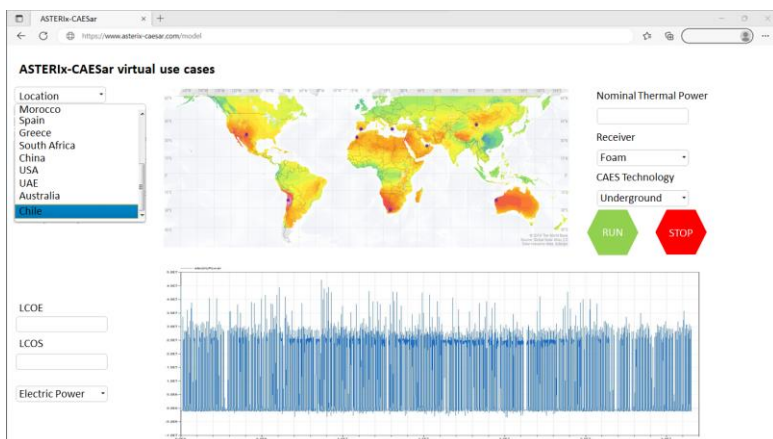 ASTERIx-CAESar
https://www.asterix-caesar.com/model
ASTERIx-CAESar virtual use cases
Location
Morocco
Spain
Greece
South Africa
China
USA
UAE
Australia
Chile
Nominal Thermal Power
Receiver
Foam
CAES Technology
Underground
RUN
STOP
LCOE
LCOS
Electric Power